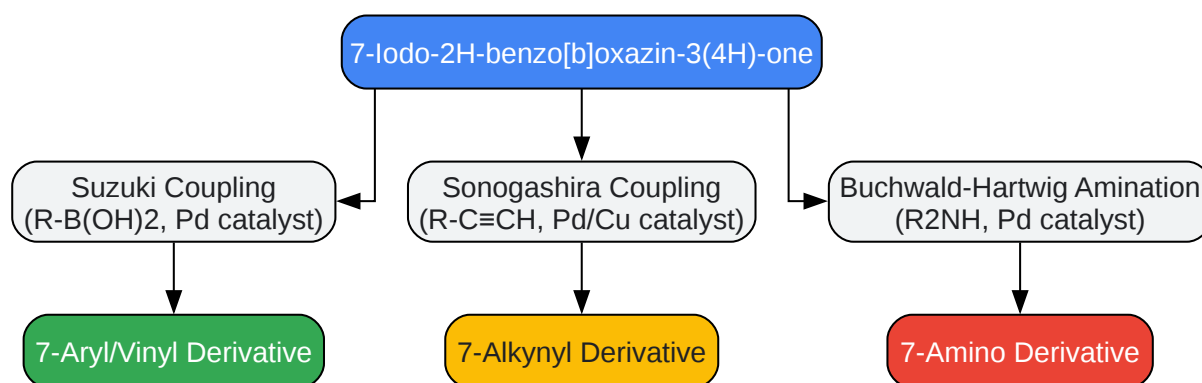 7-Iodo-2H-benzo[b]oxazin-3(4H)-one
Suzuki Coupling
(R-B(OH)2, Pd catalyst)
Sonogashira Coupling
(R-C≡CH, Pd/Cu catalyst)
Buchwald-Hartwig Amination
(R2NH, Pd catalyst)
7-Aryl/Vinyl Derivative
7-Alkynyl Derivative
7-Amino Derivative